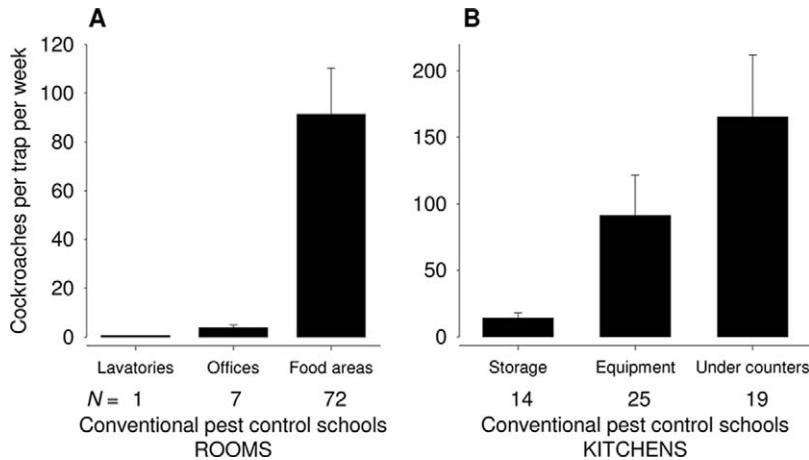 A
Cockroaches per trap per week
120
100
80
60
40
20
0
Lavatories Offices Food areas
N = 1 7 72
Conventional pest control schools
ROOMS
B
200
150
100
50
0
Storage Equipment Under counters
14 25 19
Conventional pest control schools
KITCHENS